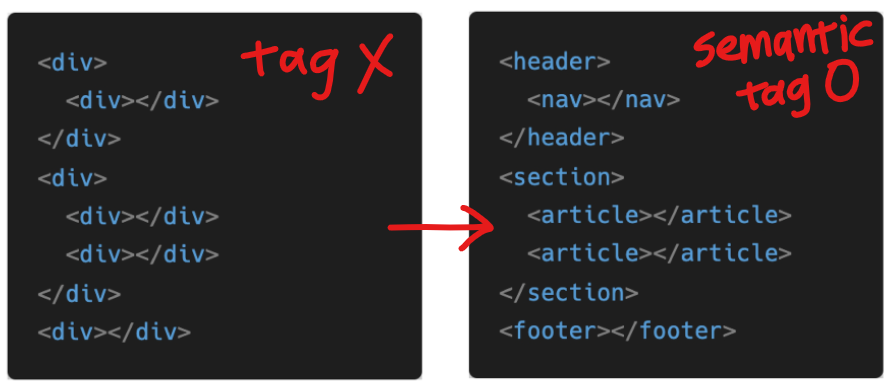 tag X
<div>
  <div></div>
</div>
<div>
  <div></div>
  <div></div>
</div>
<div></div>
semantic
tag O
<header>
  <nav></nav>
</header>
<section>
  <article></article>
  <article></article>
</section>
<footer></footer>